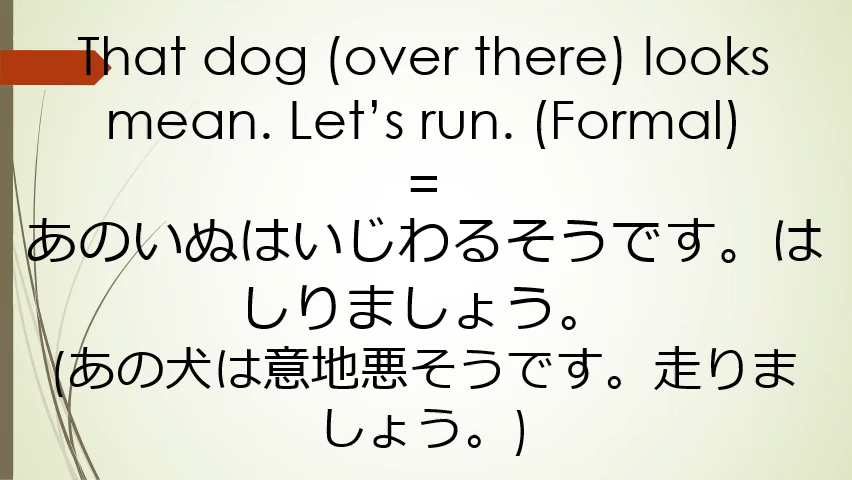 That dog (over there) looks
mean. Let’s run. (Formal)
=
あのいぬはいじわるそうです。は
しりましょう。
(あの犬は意地悪そうです。走りま
しょう。)